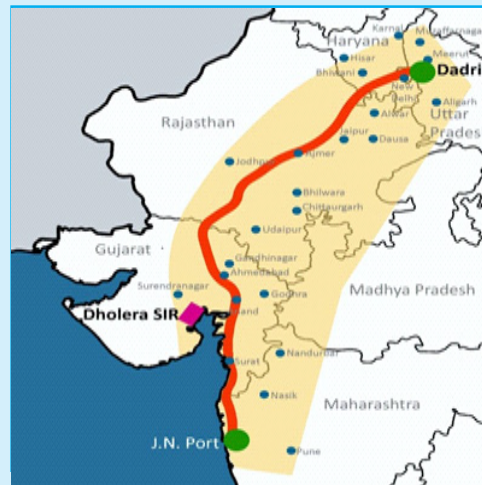 Karnal
Muzaffarnagar
Haryana
Hisar
Meerut
Bhiwani
Dadri
New
Delhi
Aligarh
Alwar
Uttar
Prades
Rajasthan
Jaipur
Dausa
Ajmer
Jodhpur
Bhilwara
Chittaurgarh
Udaipur
Gujarat
Gandhinagar
Ahmedabad
Surendranagar
Godhra
Madhya Pradesh
Dholera SIR
Surat
Nandurbar
Nasik
Maharashtra
J.N. Port
Pune